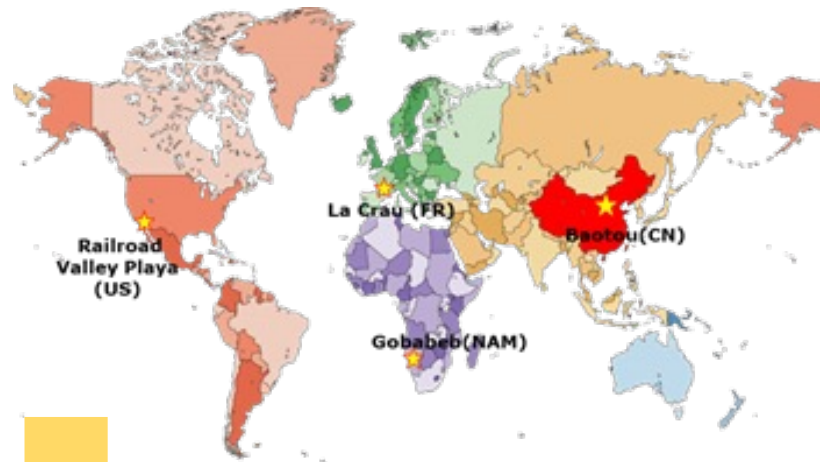 La Crau (FR)
Baotou(CN)
Railroad
Valley Playa
(US)
Gobabeb(NAM)